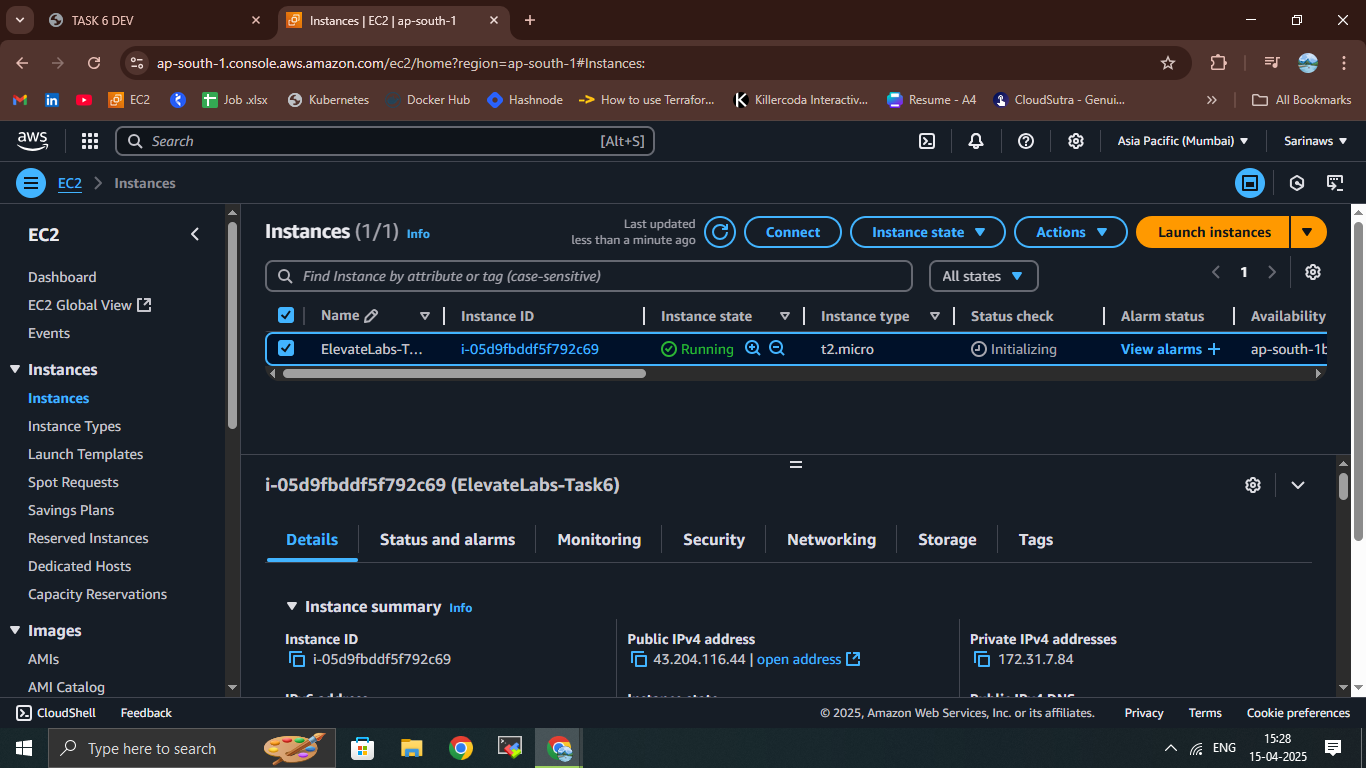 TASK 6 DEV
Instances | EC2 | ap-south-1
ap-south-1.console.aws.amazon.com/ec2/home?region=ap-south-1#Instances:
EC2
Job .xlsx
Kubernetes
Docker Hub
Hashnode
How to use Terrafor...
Killercoda Interactiv...
Resume - A4
CloudSutra - Genui...
All Bookmarks
aws
Search
[Alt+S]
Asia Pacific (Mumbai)
Sarinaws
EC2
Instances
EC2
Dashboard
EC2 Global View
Events
Instances
Instances
Instance Types
Launch Templates
Spot Requests
Savings Plans
Reserved Instances
Dedicated Hosts
Capacity Reservations
Images
AMIs
AMI Catalog
Instances (1/1) Info
Last updated
less than a minute ago
Connect
Instance state
Actions
Launch instances
Find Instance by attribute or tag (case-sensitive)
All states
1
Name
Instance ID
Instance state
Instance type
Status check
Alarm status
Availability
ElevateLabs-T...
i-05d9fbddf5f792c69
Running
t2.micro
Initializing
View alarms
ap-south-1b
i-05d9fbddf5f792c69 (ElevateLabs-Task6)
Details
Status and alarms
Monitoring
Security
Networking
Storage
Tags
Instance summary Info
Instance ID
i-05d9fbddf5f792c69
Public IPv4 address
43.204.116.44 | open address
Private IPv4 addresses
172.31.7.84
CloudShell
Feedback
© 2025, Amazon Web Services, Inc. or its affiliates.
Privacy
Terms
Cookie preferences
Type here to search
ENG
15:28
15-04-2025